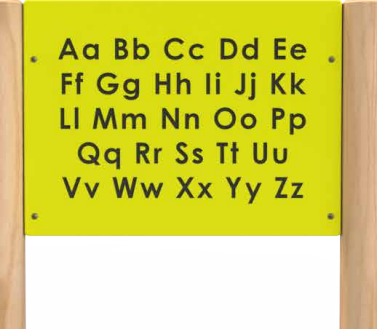 Aa Bb Cc Dd Ee
Ff Gg Hh Ii Jj Kk
Ll Mm Nn Oo Pp
Qq Rr Ss Tt Uu
Vv Ww Xx Yy Zz